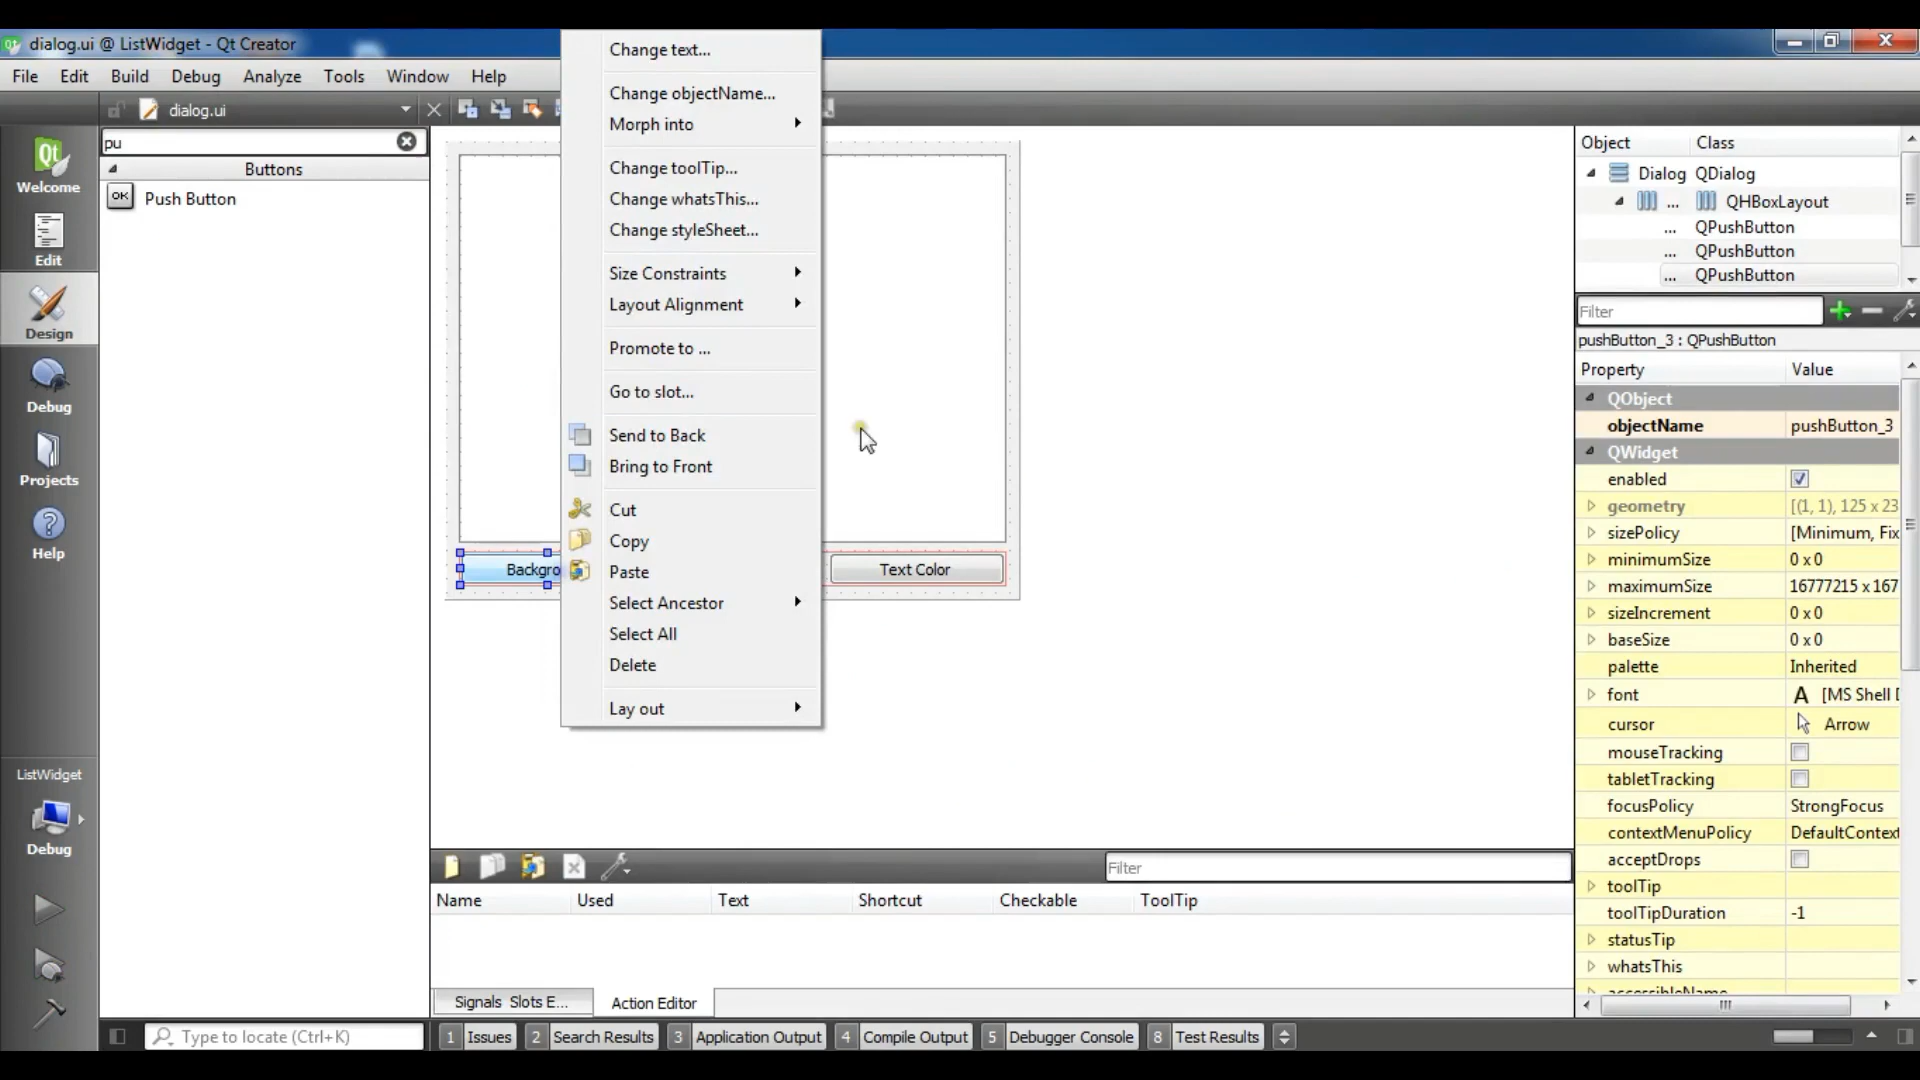 dialog.ui @ ListWidget - Qt Creator
File Edit Build Debug Analyze Tools Window Help
dialog.ui
pu
Buttons
OK Push Button
Welcome
Edit
Design
Debug
Projects
Help
ListWidget
Debug
Change text...
Change objectName...
Morph into
Change toolTip...
Change whatsThis...
Change styleSheet...
Size Constraints
Layout Alignment
Promote to ...
Go to slot...
Send to Back
Bring to Front
Cut
Copy
Paste
Select Ancestor
Select All
Delete
Lay out
Backgro
Text Color
Object Class
Dialog QDialog
... QHBoxLayout
... QPushButton
... QPushButton
... QPushButton
Filter
pushButton_3 : QPushButton
Property Value
QObject
objectName pushButton_3
QWidget
enabled
geometry [(1, 1), 125 x 23
sizePolicy [Minimum, Fix
minimumSize 0 x 0
maximumSize 16777215 x 167
sizeIncrement 0 x 0
baseSize 0 x 0
palette Inherited
font A [MS Shell
cursor Arrow
mouseTracking
tabletTracking
focusPolicy StrongFocus
contextMenuPolicy DefaultContext
acceptDrops
toolTip
toolTipDuration -1
statusTip
whatsThis
accessibleName
Filter
Name Used Text Shortcut Checkable ToolTip
Signals Slots E... Action Editor
Type to locate (Ctrl+K) 1 Issues 2 Search Results 3 Application Output 4 Compile Output 5 Debugger Console 8 Test Results